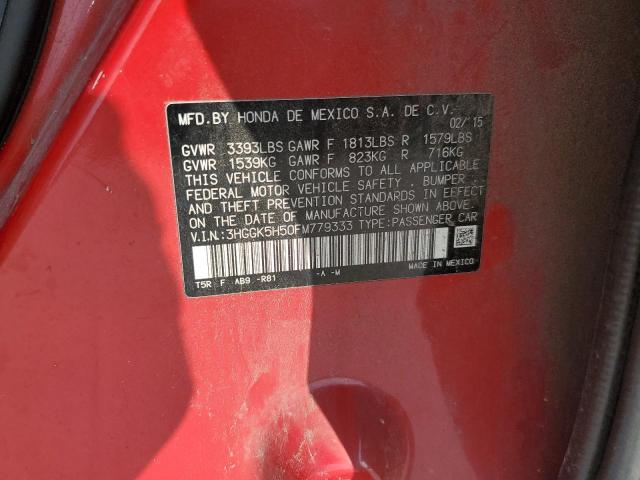 MFD.BY HONDA DE MEXICO S.A. DE C.V.
02/'15
GVWR 3393LBS GAWR F 1813LBS R 1579LBS
GVWR 1539KG GAWR F 823KG R 716KG
THIS VEHICLE CONFORMS TO ALL APPLICABLE
FEDERAL MOTOR VEHICLE SAFETY , BUMPER ,
AND THEFT PREVENTION STANDARDS IN EFFECT
ON THE DATE OF MANUFACTURE SHOWN ABOVE.
V.I.N.:3HGGK5H50FM779333 TYPE:PASSENGER CAR
T5R F AB9 -R81 -A -M MADE IN MEXICO